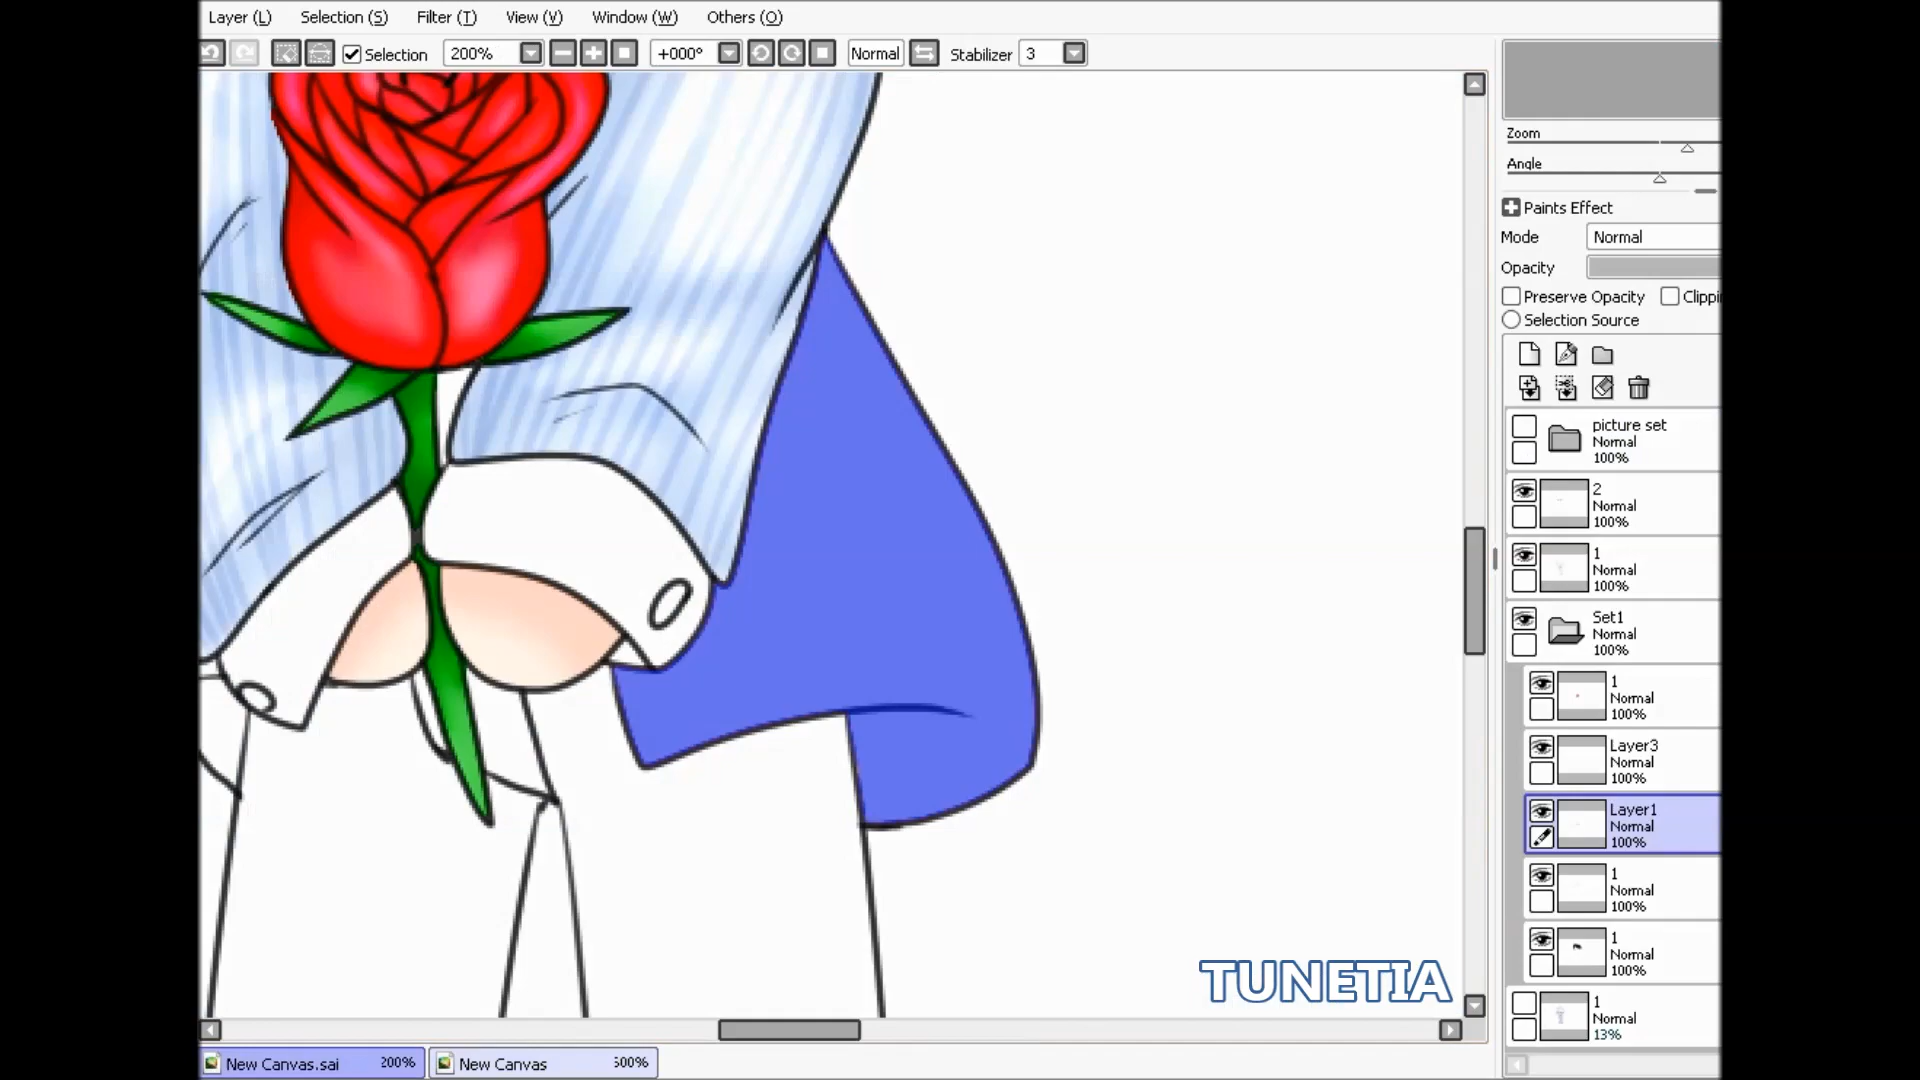 Layer (L) Selection (S) Filter (T) View (V) Window (W) Others (O)
Selection 200% +000° Normal Stabilizer 3
Zoom
Angle
Paints Effect
Mode Normal
Opacity
Preserve Opacity Clippi
Selection Source
picture set
Normal
100%
2
Normal
100%
1
Normal
100%
Set1
Normal
100%
1
Normal
100%
Layer3
Normal
100%
Layer1
Normal
100%
1
Normal
100%
1
Normal
100%
1
Normal
13%
TUNETIA
New Canvas.sai 200% New Canvas 500%